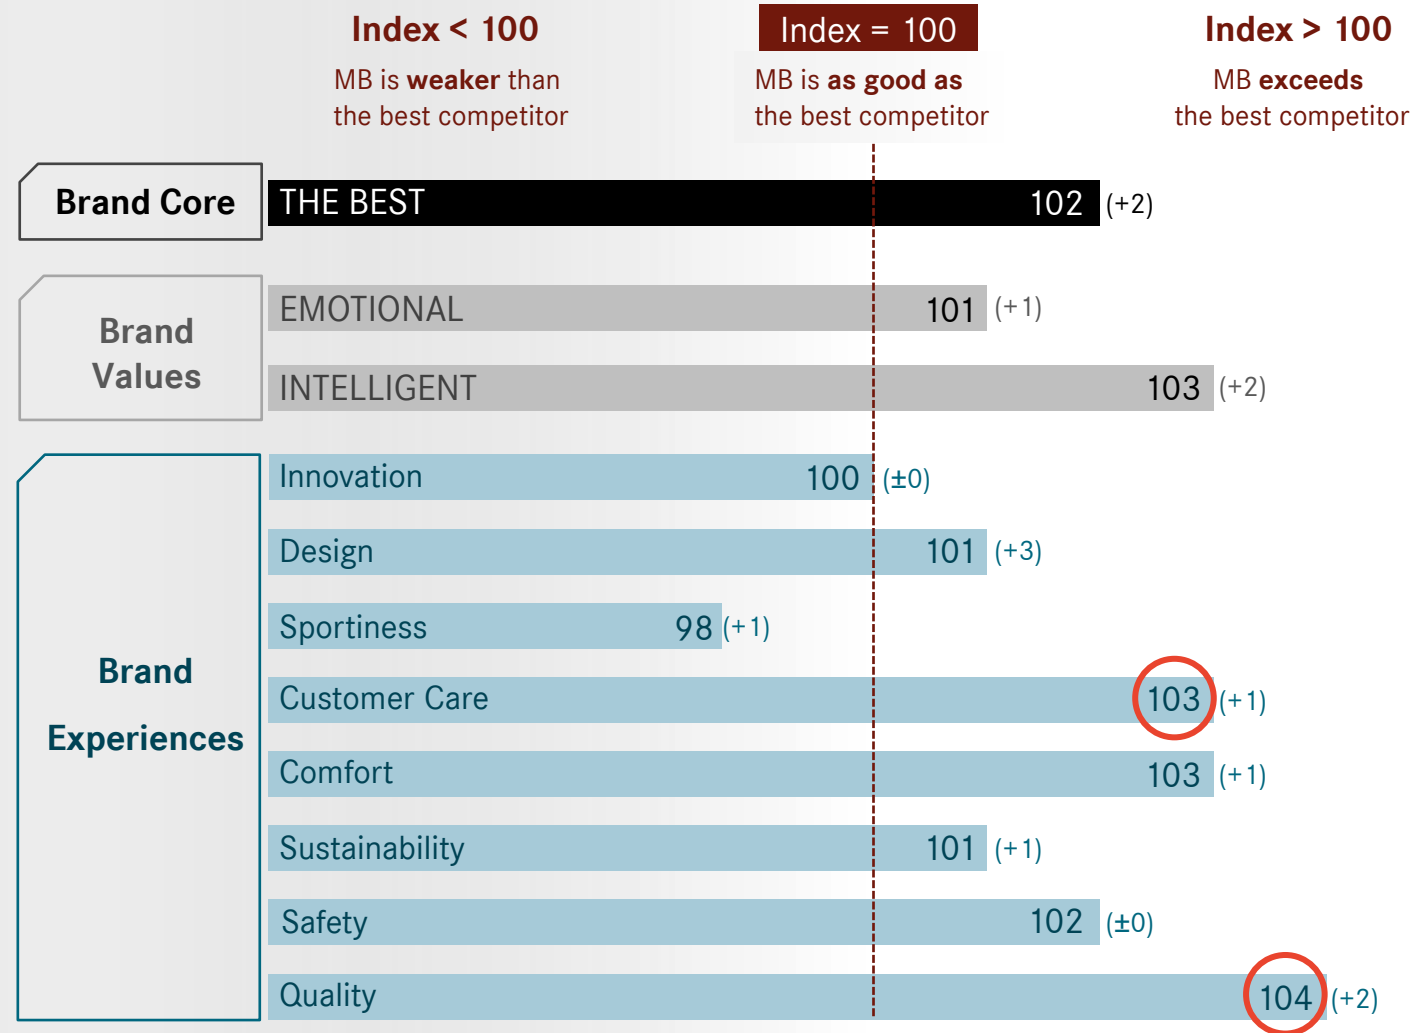 Index < 100
Index = 100
Index > 100
MB is weaker than
the best competitor
MB is as good as
the best competitor
MB exceeds
the best competitor
Brand Core
THE BEST
102 (+2)
Brand
Values
EMOTIONAL
101 (+1)
INTELLIGENT
103 (+2)
Brand
Experiences
Innovation
100 (±0)
Design
101 (+3)
Sportiness
98 (+1)
Customer Care
103 (+1)
Comfort
103 (+1)
Sustainability
101 (+1)
Safety
102 (±0)
Quality
104 (+2)